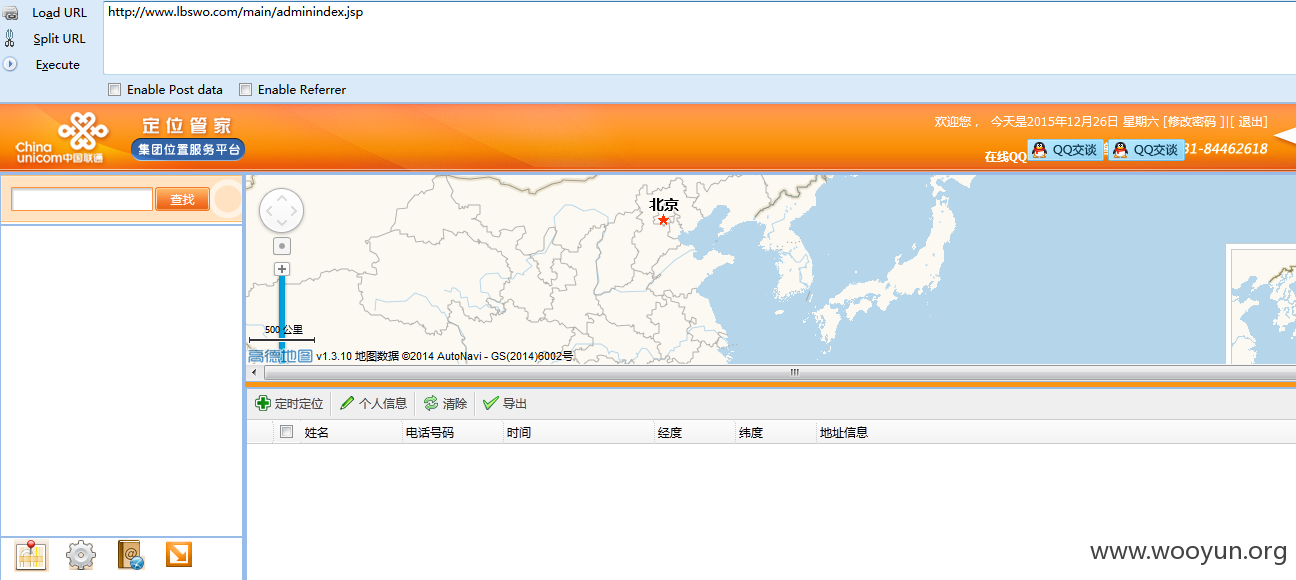 Load URL
http://www.lbswo.com/main/adminindex.jsp
Split URL
Execute
Enable Post data
Enable Referrer
China
unicom中国联通
定位管家
集团位置服务平台
欢迎您， 今天是2015年12月26日 星期六 [修改密码 ]|[ 退出]
在线QQ QQ交谈 QQ交谈 31-84462618
查找
北京
500 公里
高德地图 v1.3.10 地图数据 ©2014 AutoNavi - GS(2014)6002号
定时定位 个人信息 清除 导出
姓名 电话号码 时间 经度 纬度 地址信息
www.wooyun.org